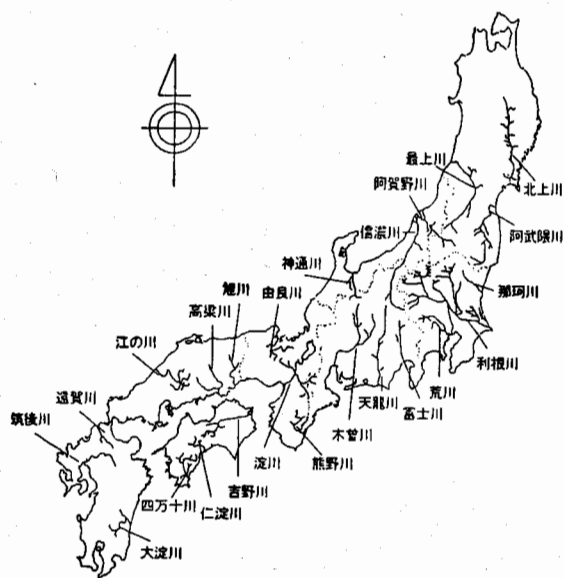 最上川
北上川
阿賀野川
信濃川
阿武隈川
神通川
那珂川
旭川
由良川
高梁川
江の川
利根川
荒川
遠賀川
天竜川
富士川
筑後川
木曾川
淀川
熊野川
吉野川
四万十川
仁淀川
大淀川